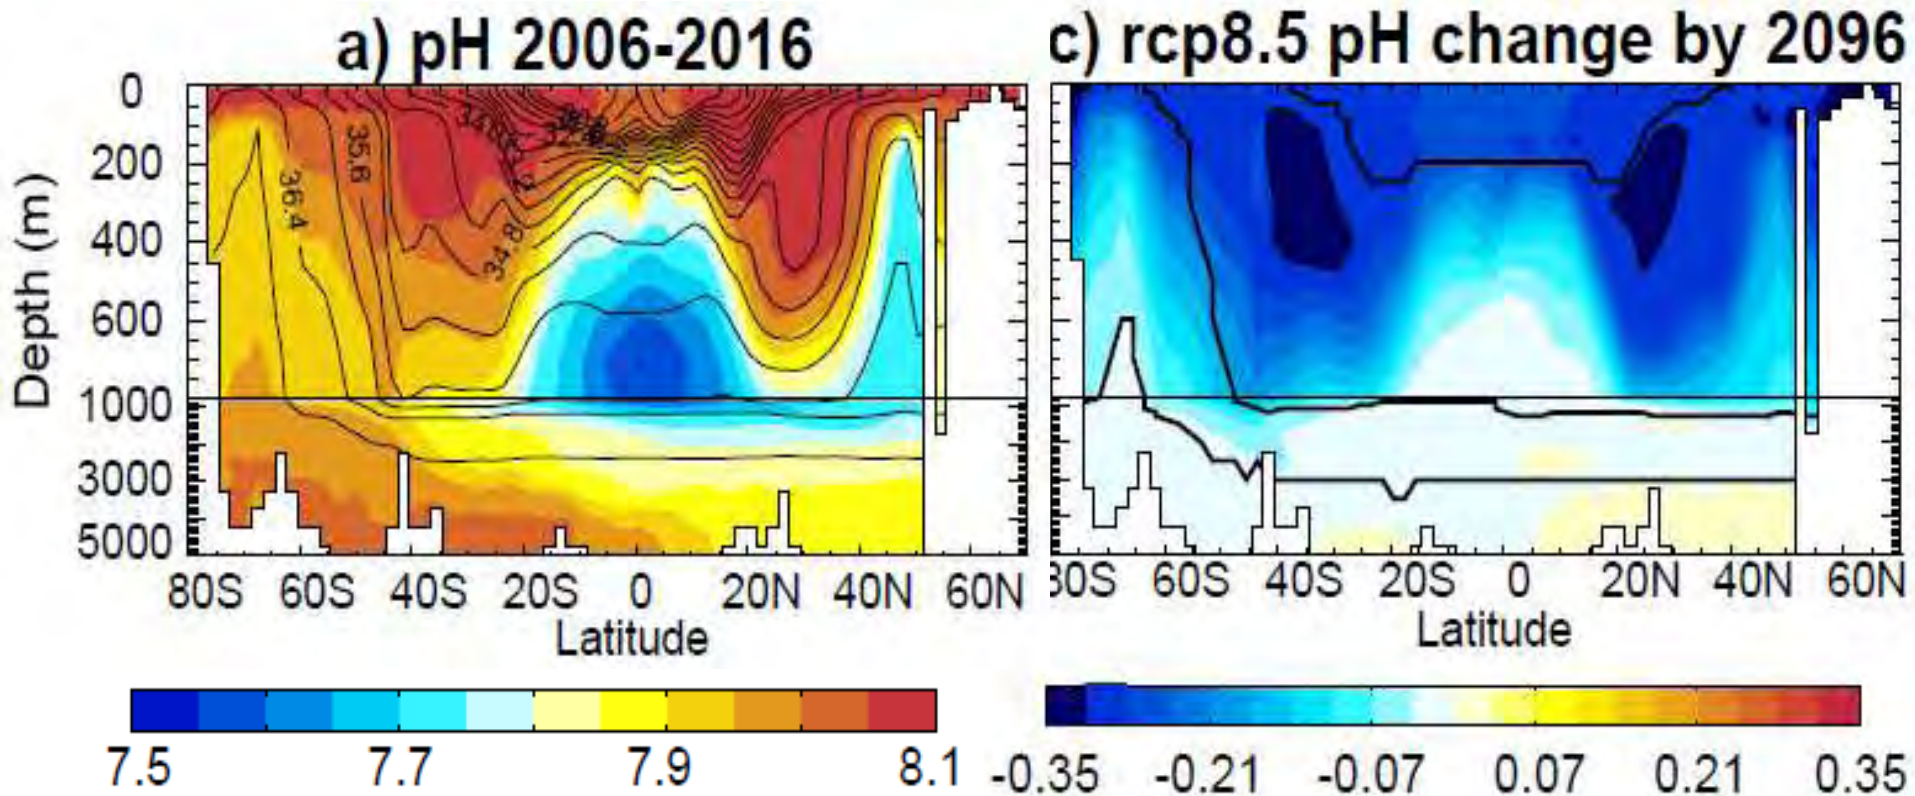 a) pH 2006-2016
c) rcp8.5 pH change by 2096
Depth (m)
0
200
400
600
1000
3000
5000
36.4
35.6
34.8
80S 60S 40S 20S 0 20N 40N 60N
Latitude
80S 60S 40S 20S 0 20N 40N 60N
Latitude
7.5 7.7 7.9 8.1
-0.35 -0.21 -0.07 0.07 0.21 0.35